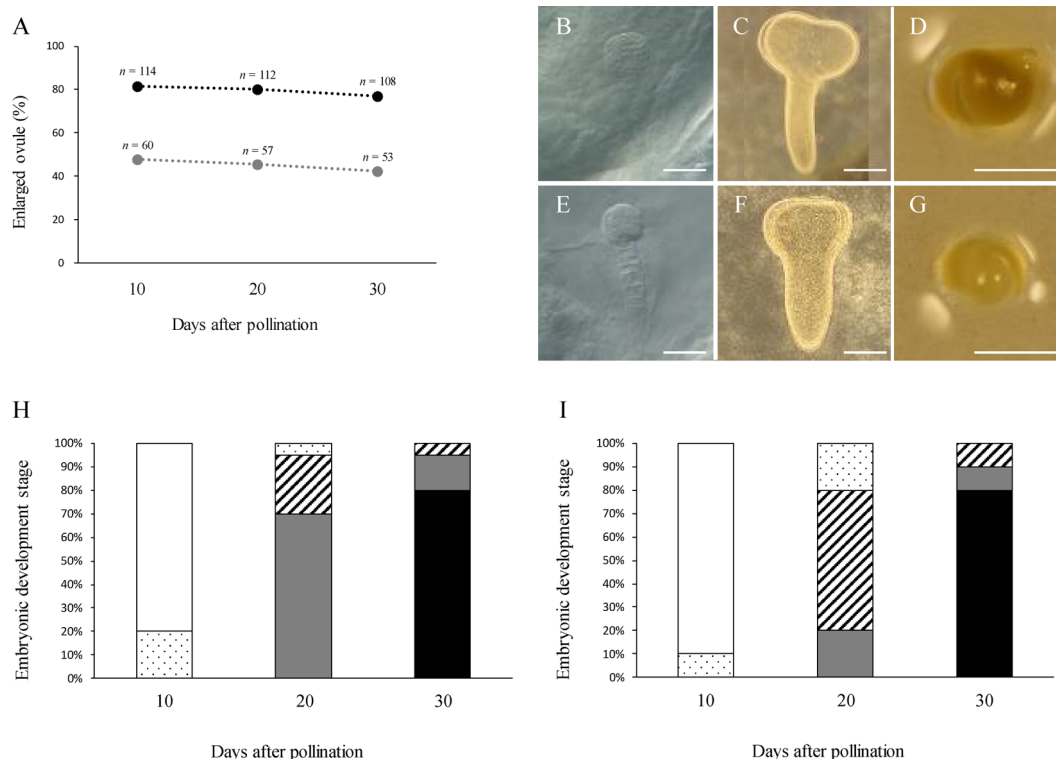 A
Enlarged ovule (%)
100
80
60
40
20
0
n = 114
n = 112
n = 108
n = 60
n = 57
n = 53
10
20
30
Days after pollination
B
C
D
E
F
G
H
Embryonic development stage
100%
90%
80%
70%
60%
50%
40%
30%
20%
10%
0%
10
20
30
Days after pollination
I
Embryonic development stage
100%
90%
80%
70%
60%
50%
40%
30%
20%
10%
0%
10
20
30
Days after pollination